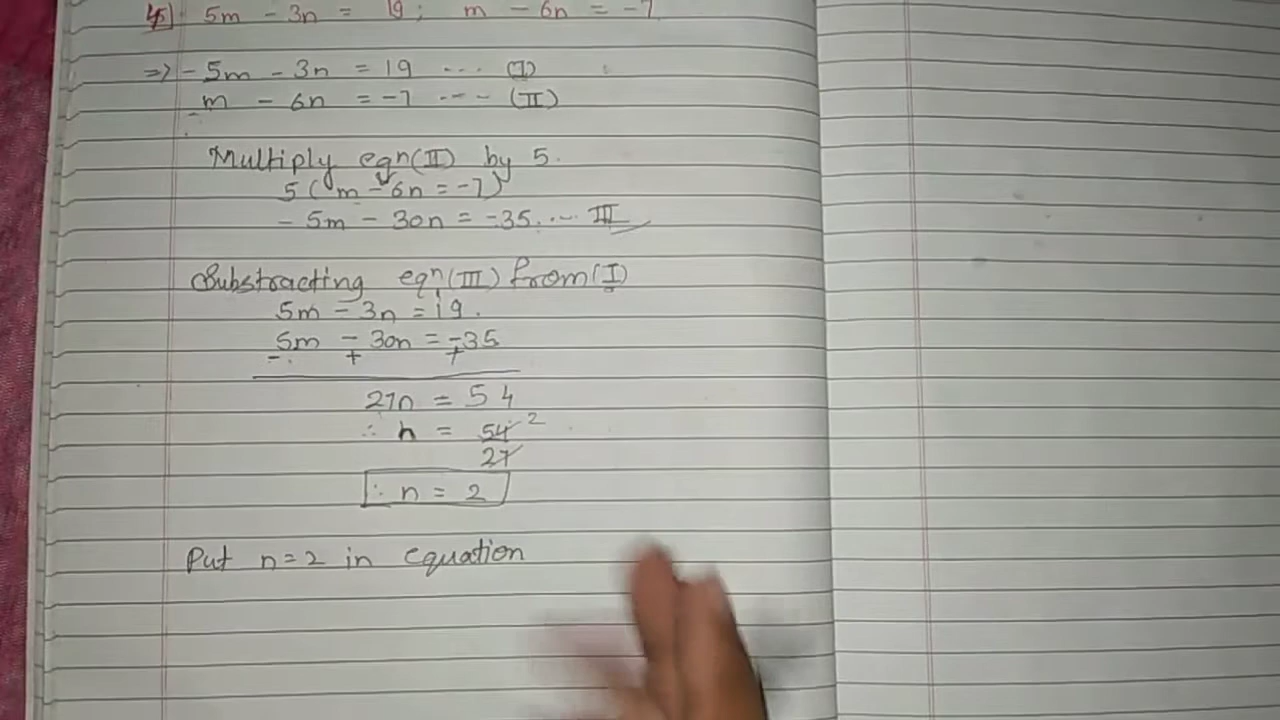 4) 5m - 3n = 19; m - 6n = -7
=> - 5m - 3n = 19 ... (I)
m - 6n = -7 --- (II)
Multiply eqn(II) by 5.
5(m - 6n = -7)
- 5m - 30n = -35.... III
Substracting eqn(III) from(I)
5m - 3n = 19.
5m - 30n = -35
- + +
27n = 54
∴ n = 54 2
27
∴ n = 2
Put n=2 in equation